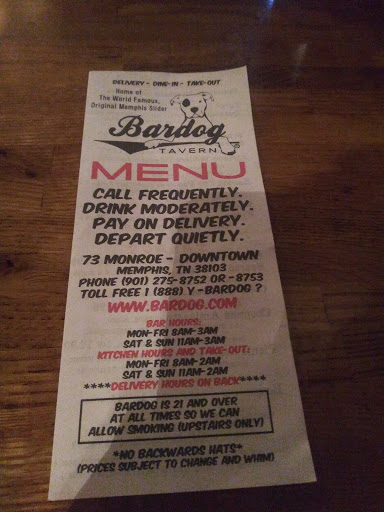 DELIVERY - DINE-IN - TAKE-OUT
Home of
The World Famous,
Original Memphis Slider
Bardog
TAVERN
MENU
CALL FREQUENTLY.
DRINK MODERATELY.
PAY ON DELIVERY.
DEPART QUIETLY.
73 MONROE - DOWNTOWN
MEMPHIS, TN 38103
PHONE (901) 275-8752 OR -8753
TOLL FREE 1 (888) Y -BARDOG ?
WWW.BARDOG.COM
BAR HOURS:
MON-FRI 8AM-3AM
SAT & SUN 11AM-3AM
KITCHEN HOURS AND TAKE-OUT:
MON-FRI 8AM-2AM
SAT & SUN 11AM-2AM
****DELIVERY HOURS ON BACK****
BARDOG IS 21 AND OVER
AT ALL TIMES SO WE CAN
ALLOW SMOKING (UPSTAIRS ONLY)
*NO BACKWARDS HATS*
(PRICES SUBJECT TO CHANGE AND WHIM)